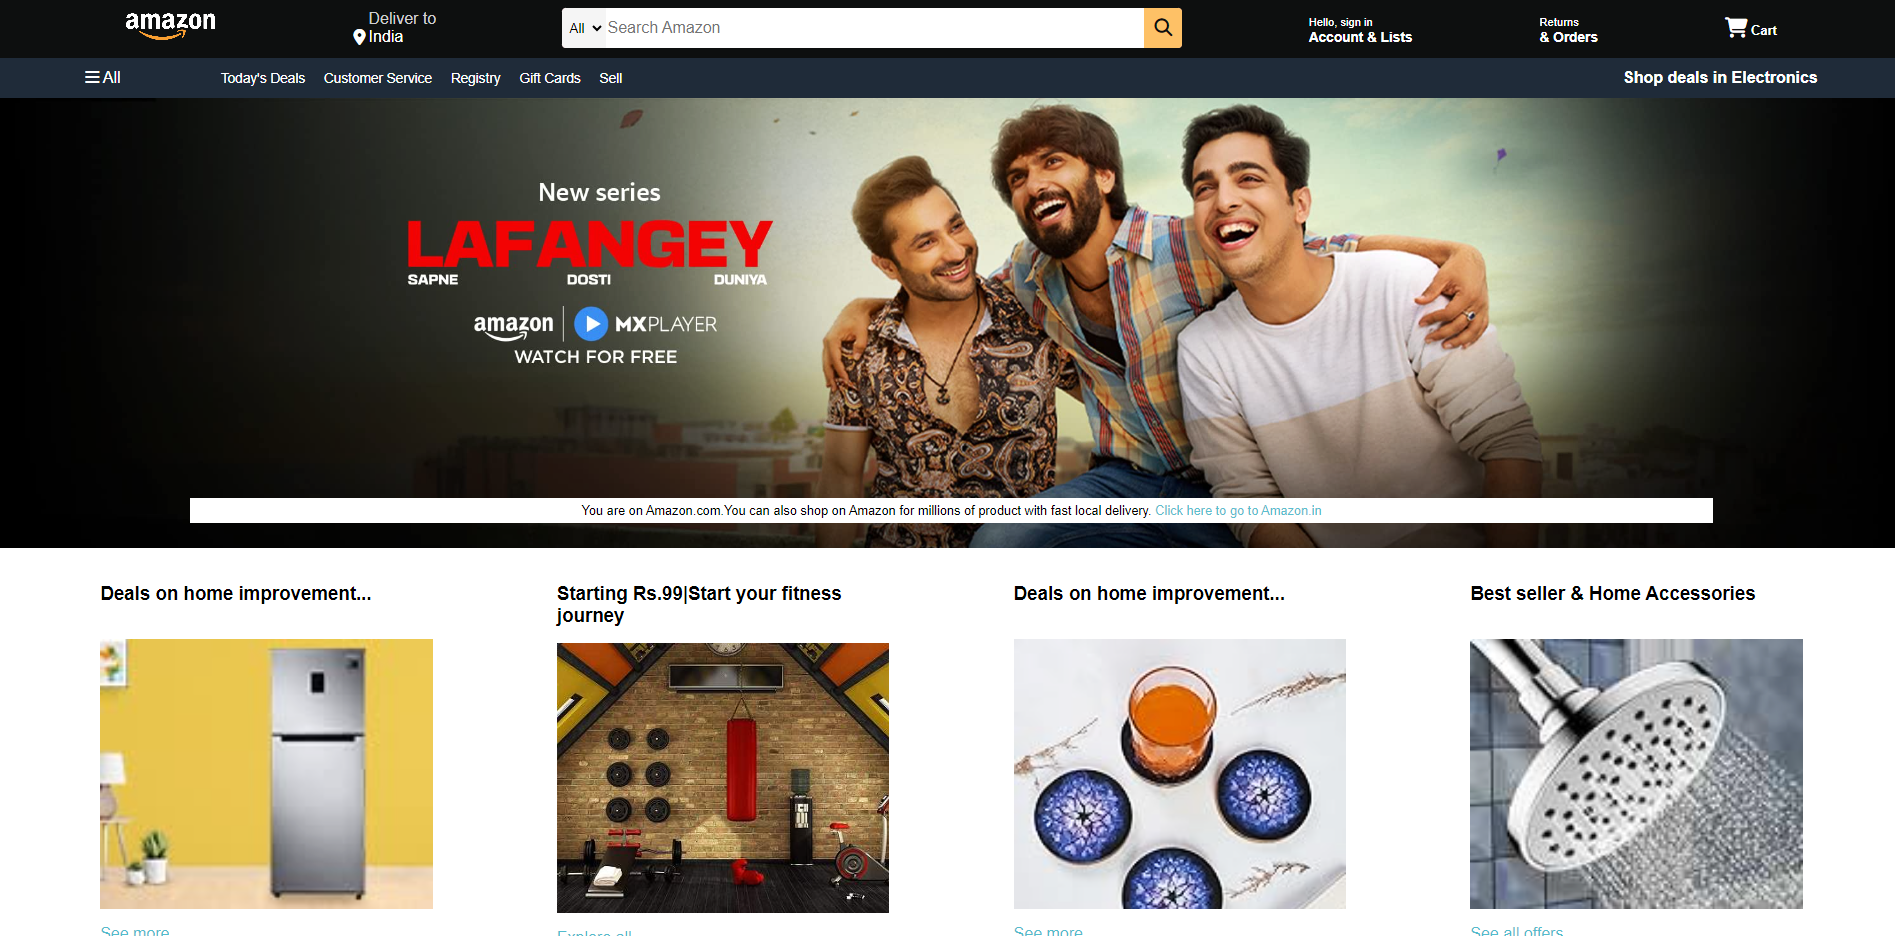 amazon
Deliver to
India
All
Search Amazon
Hello, sign in
Account & Lists
Returns
& Orders
Cart
All
Today's Deals
Customer Service
Registry
Gift Cards
Sell
Shop deals in Electronics
New series
LAFANGEY
SAPNE DOSTI DUNIYA
amazon MXPLAYER
WATCH FOR FREE
You are on Amazon.com.You can also shop on Amazon for millions of product with fast local delivery. Click here to go to Amazon.in
Deals on home improvement...
Starting Rs.99|Start your fitness
journey
Deals on home improvement...
Best seller & Home Accessories
See more
Explore all
See more
See all offers